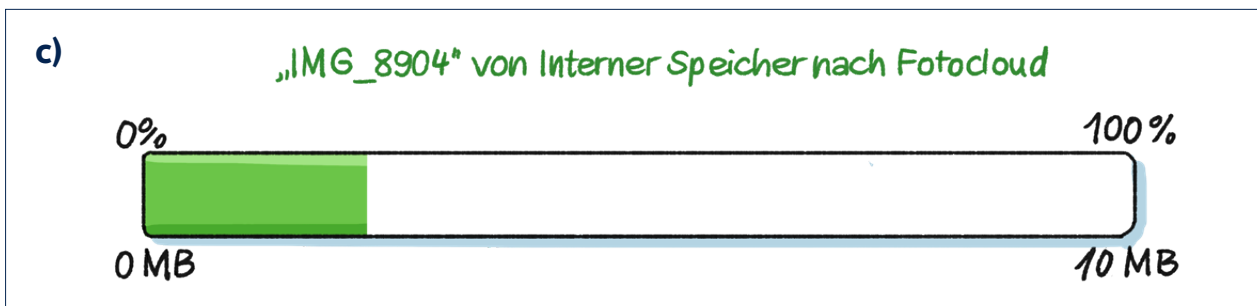 c)
„IMG_8904“ von Interner Speicher nach Fotocloud
0% 100%
0 MB 10 MB